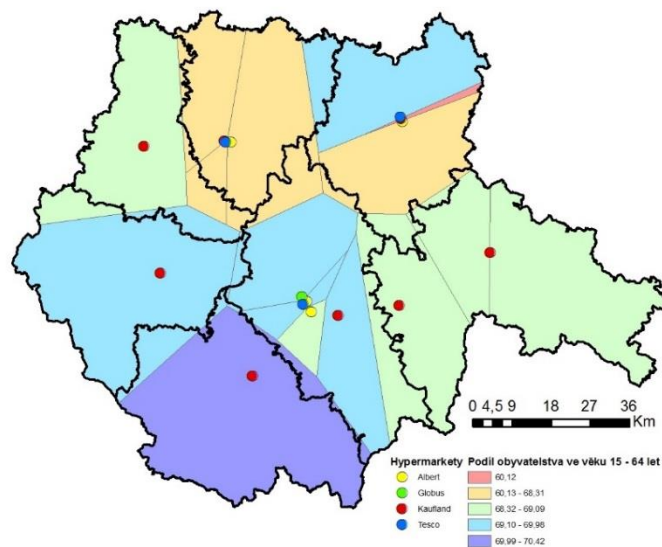 0 4,5 9 18 27 36
Km
Hypermarkety
Albert
Globus
Kaufland
Tesco
Podíl obyvatelstva ve věku 15 - 64 let
60,12
60,13 - 68,31
68,32 - 69,09
69,10 - 69,98
69,99 - 70,42